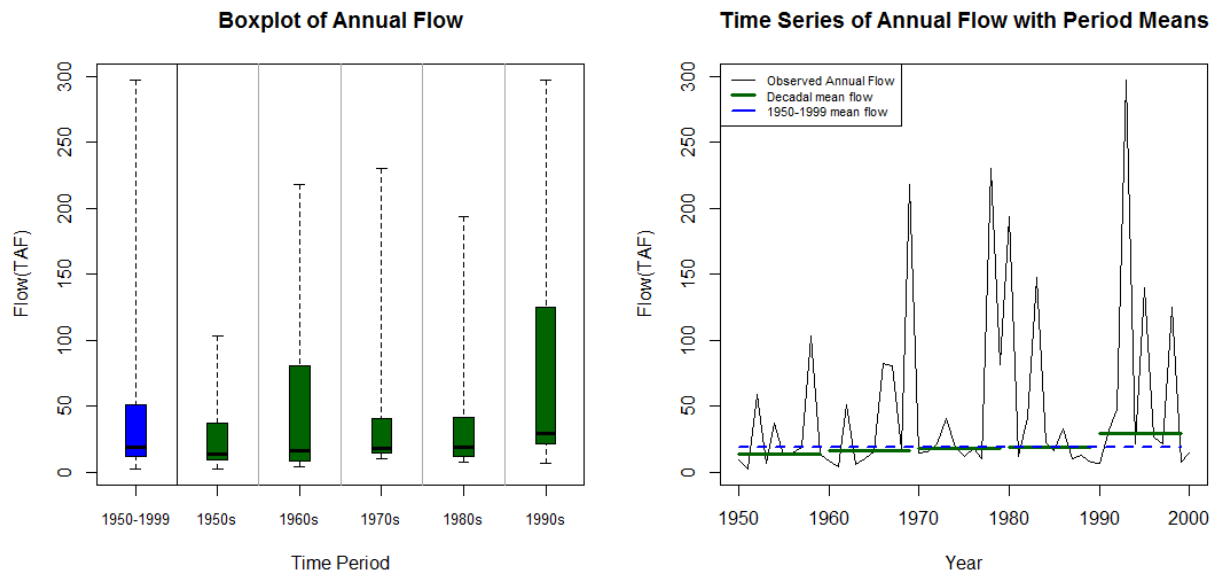 Boxplot of Annual Flow
Flow(TAF)
300
250
200
150
100
50
0
1950-1999 1950s 1960s 1970s 1980s 1990s
Time Period
Time Series of Annual Flow with Period Means
Observed Annual Flow
Decadal mean flow
1950-1999 mean flow
Flow(TAF)
300
250
200
150
100
50
0
1950 1960 1970 1980 1990 2000
Year